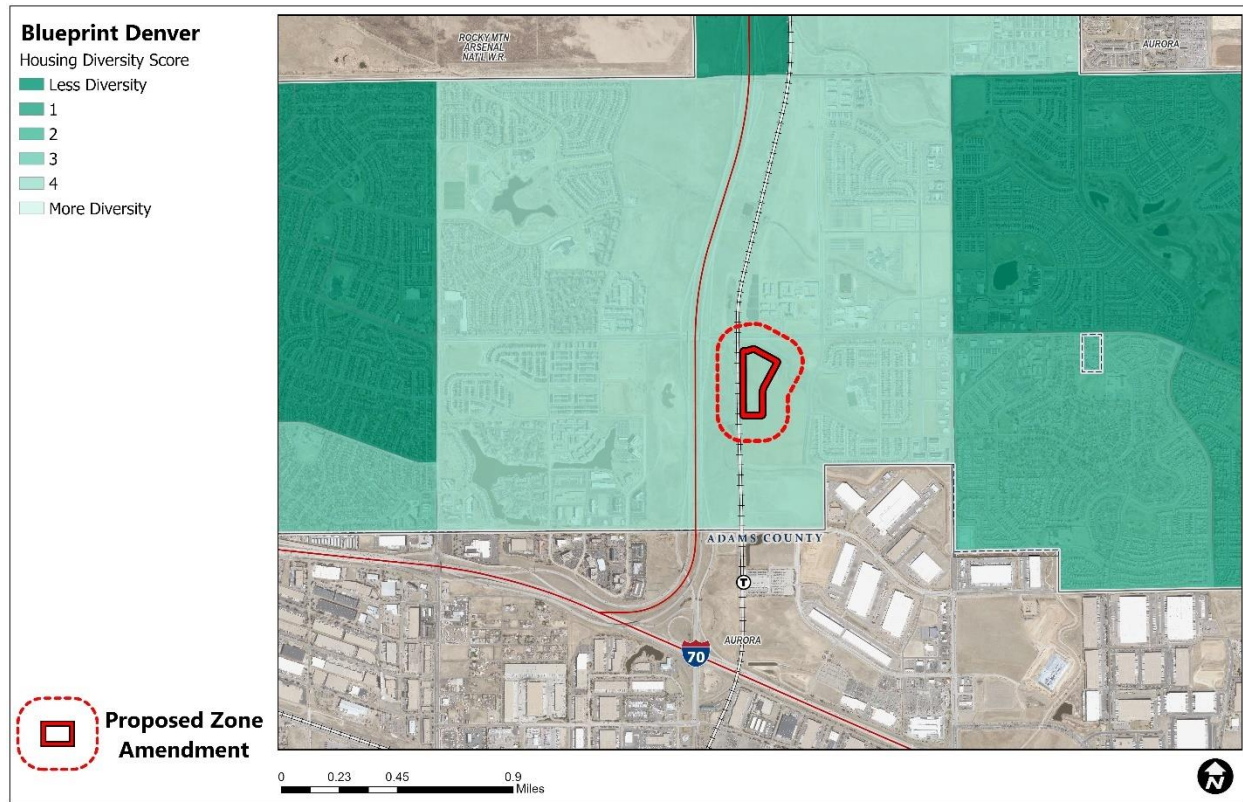 Blueprint Denver
Housing Diversity Score
Less Diversity
1
2
3
4
More Diversity
ROCKY MTN
ARSENAL
NAT'L W.R.
AURORA
ADAMS COUNTY
T
AURORA
70
Proposed Zone
Amendment
0 0.23 0.45 0.9
Miles
N